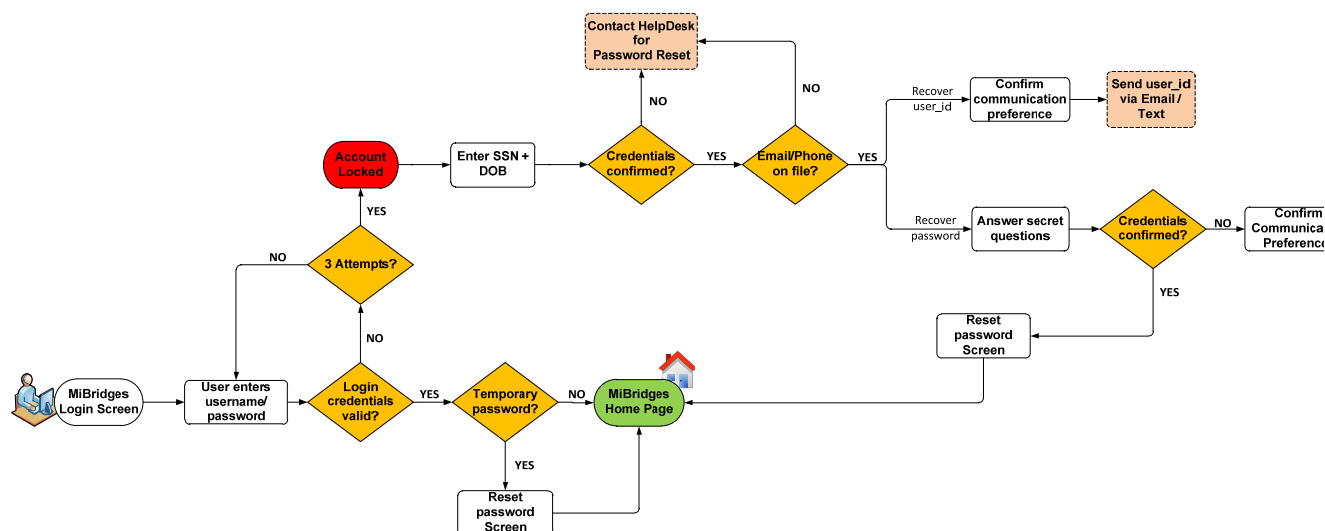 Contact HelpDesk
for
Password Reset
NO
NO
Recover
user_id
Confirm
communication
preference
Send user_id
via Email /
Text
Account
Locked
Enter SSN +
DOB
Credentials
confirmed?
YES
Email/Phone
on file?
YES
YES
Recover
password
Answer secret
questions
Credentials
confirmed?
NO
Confirm
Preference
NO
3 Attempts?
YES
NO
Reset
password
Screen
MiBridges
Login Screen
User enters
username/
password
Login
credentials
valid?
YES
Temporary
password?
NO
MiBridges
Home Page
YES
Reset
password
Screen